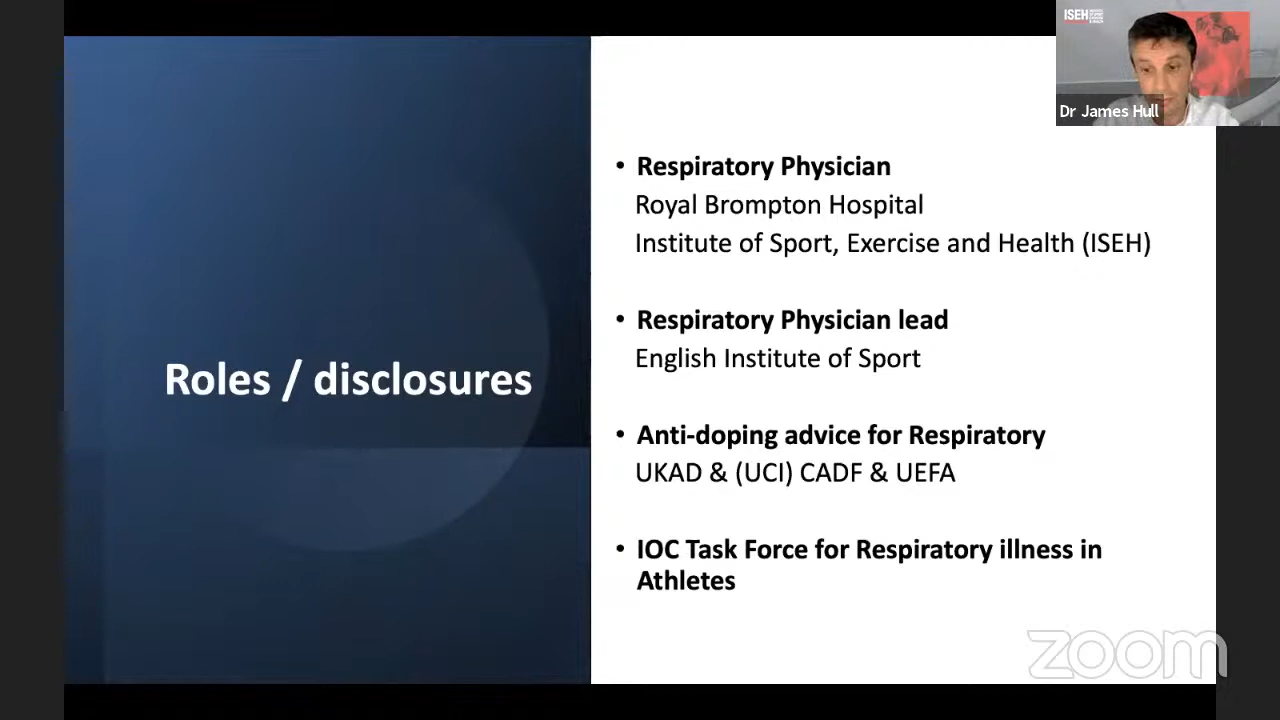 ISEH
Dr James Hull
Roles / disclosures
• Respiratory Physician
Royal Brompton Hospital
Institute of Sport, Exercise and Health (ISEH)
• Respiratory Physician lead
English Institute of Sport
• Anti-doping advice for Respiratory
UKAD & (UCI) CADF & UEFA
• IOC Task Force for Respiratory illness in
Athletes
zoom